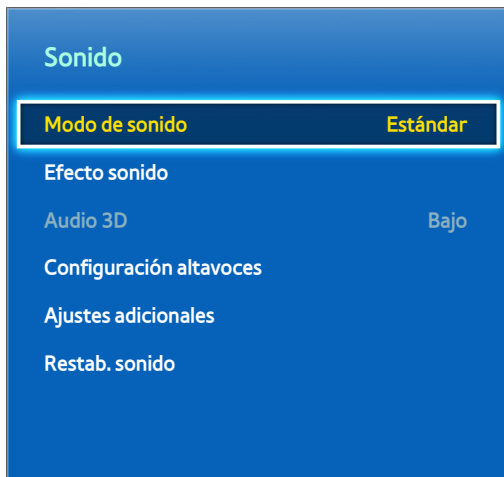 Sonido
Modo de sonido Estándar
Efecto sonido
Audio 3D Bajo
Configuración altavoces
Ajustes adicionales
Restab. sonido